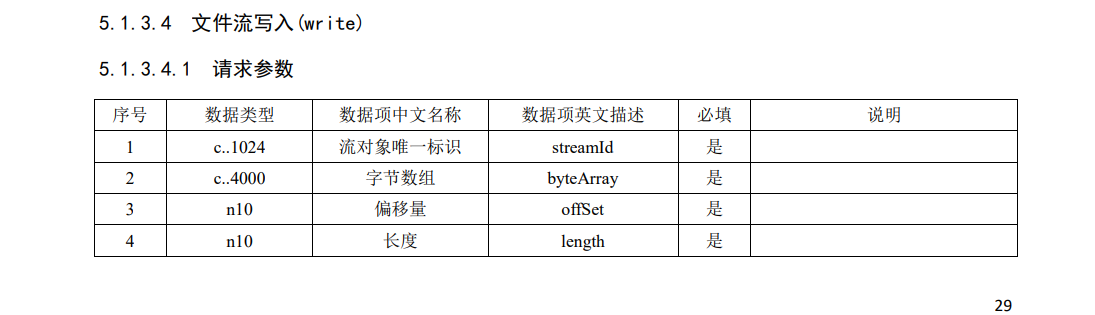 5.1.3.4 文件流写入(write)
5.1.3.4.1 请求参数
序号 数据类型 数据项中文名称 数据项英文描述 必填 说明
1 c..1024 流对象唯一标识 streamId 是
2 c..4000 字节数组 byteArray 是
3 n10 偏移量 offSet 是
4 n10 长度 length 是
29